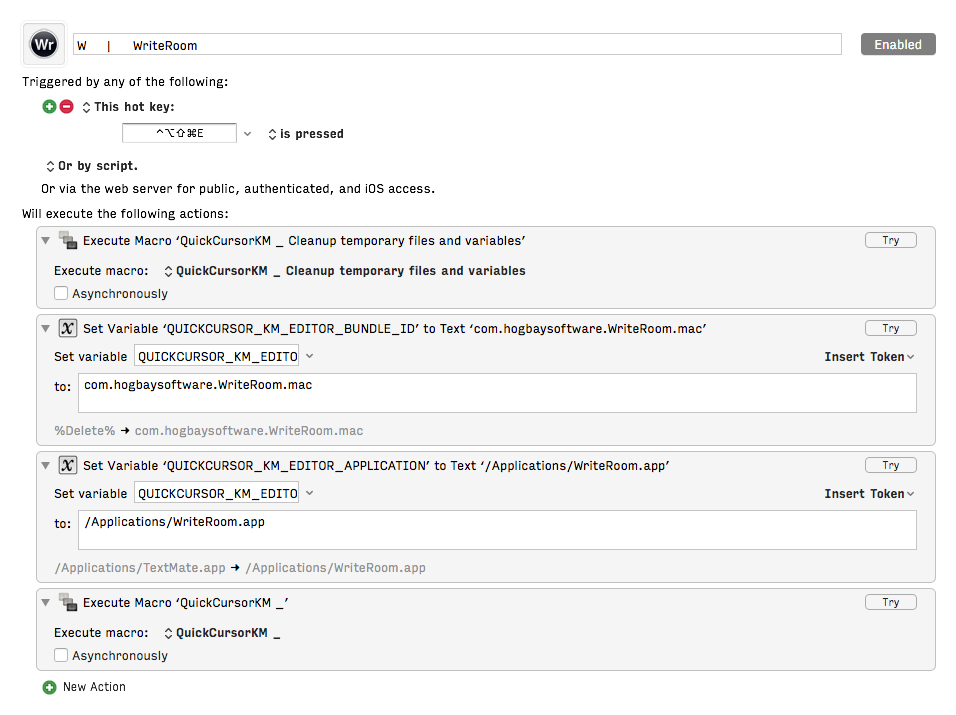 Wr W | WriteRoom Enabled
Triggered by any of the following:
This hot key:
^⌥⇧⌘E is pressed
Or by script.
Or via the web server for public, authenticated, and iOS access.
Will execute the following actions:
Execute Macro ‘QuickCursorKM _ Cleanup temporary files and variables’ Try
Execute macro: QuickCursorKM _ Cleanup temporary files and variables
Asynchronously
Set Variable ‘QUICKCURSOR_KM_EDITOR_BUNDLE_ID’ to Text ‘com.hogbaysoftware.WriteRoom.mac’ Try
Set variable QUICKCURSOR_KM_EDITO Insert Token
to: com.hogbaysoftware.WriteRoom.mac
%Delete% → com.hogbaysoftware.WriteRoom.mac
Set Variable ‘QUICKCURSOR_KM_EDITOR_APPLICATION’ to Text ‘/Applications/WriteRoom.app’ Try
Set variable QUICKCURSOR_KM_EDITO Insert Token
to: /Applications/WriteRoom.app
/Applications/TextMate.app → /Applications/WriteRoom.app
Execute Macro ‘QuickCursorKM _’ Try
Execute macro: QuickCursorKM _
Asynchronously
New Action